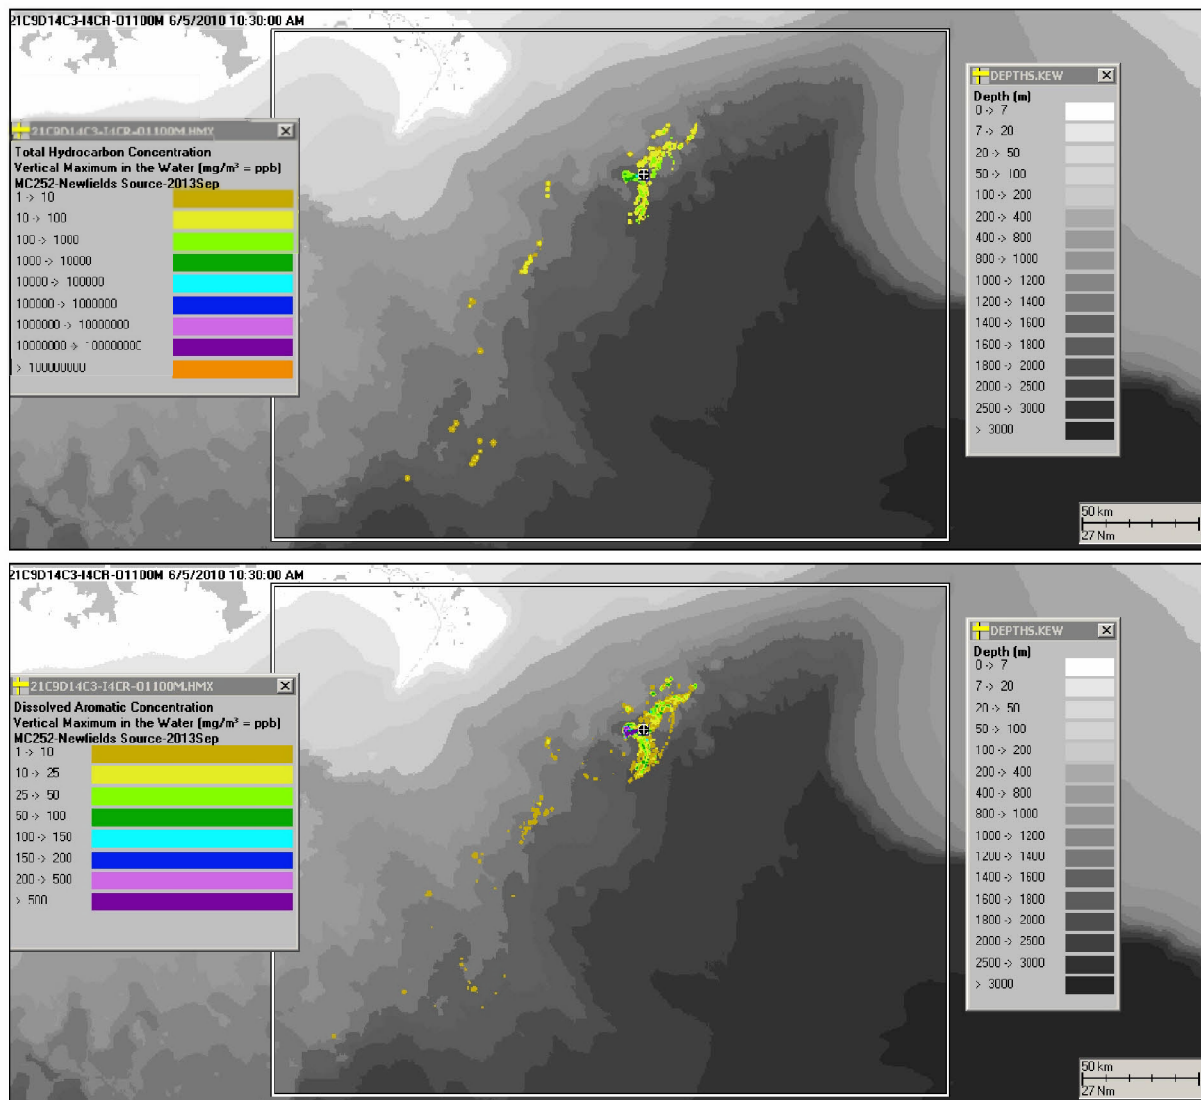 21C9D14C3-I4CR-01100M 6/5/2010 10:30:00 AM
21C9D14C3-I4CR-01100M.HMX
Total Hydrocarbon Concentration
Vertical Maximum in the Water (mg/m³ = ppb)
MC252-Newfields Source-2013Sep
1 -> 10
10 -> 100
100 -> 1000
1000 -> 10000
10000 -> 100000
100000 -> 1000000
1000000 -> 10000000
10000000 -> 100000000
> 100000000
DEPTHS.KEW
Depth (m)
0 -> 7
7 -> 20
20 -> 50
50 -> 100
100 -> 200
200 -> 400
400 -> 800
800 -> 1000
1000 -> 1200
1200 -> 1400
1400 -> 1600
1600 -> 1800
1800 -> 2000
2000 -> 2500
2500 -> 3000
> 3000
50 km
27 Nm
21C9D14C3-I4CR-01100M 6/5/2010 10:30:00 AM
21C9D14C3-I4CR-01100M.HMX
Dissolved Aromatic Concentration
Vertical Maximum in the Water (mg/m³ = ppb)
MC252-Newfields Source-2013Sep
1 -> 10
10 -> 25
25 -> 50
50 -> 100
100 -> 150
150 -> 200
200 -> 500
> 500
DEPTHS.KEW
Depth (m)
0 -> 7
7 -> 20
20 -> 50
50 -> 100
100 -> 200
200 -> 400
400 -> 800
800 -> 1000
1000 -> 1200
1200 -> 1400
1400 -> 1600
1600 -> 1800
1800 -> 2000
2000 -> 2500
2500 -> 3000
> 3000
50 km
27 Nm